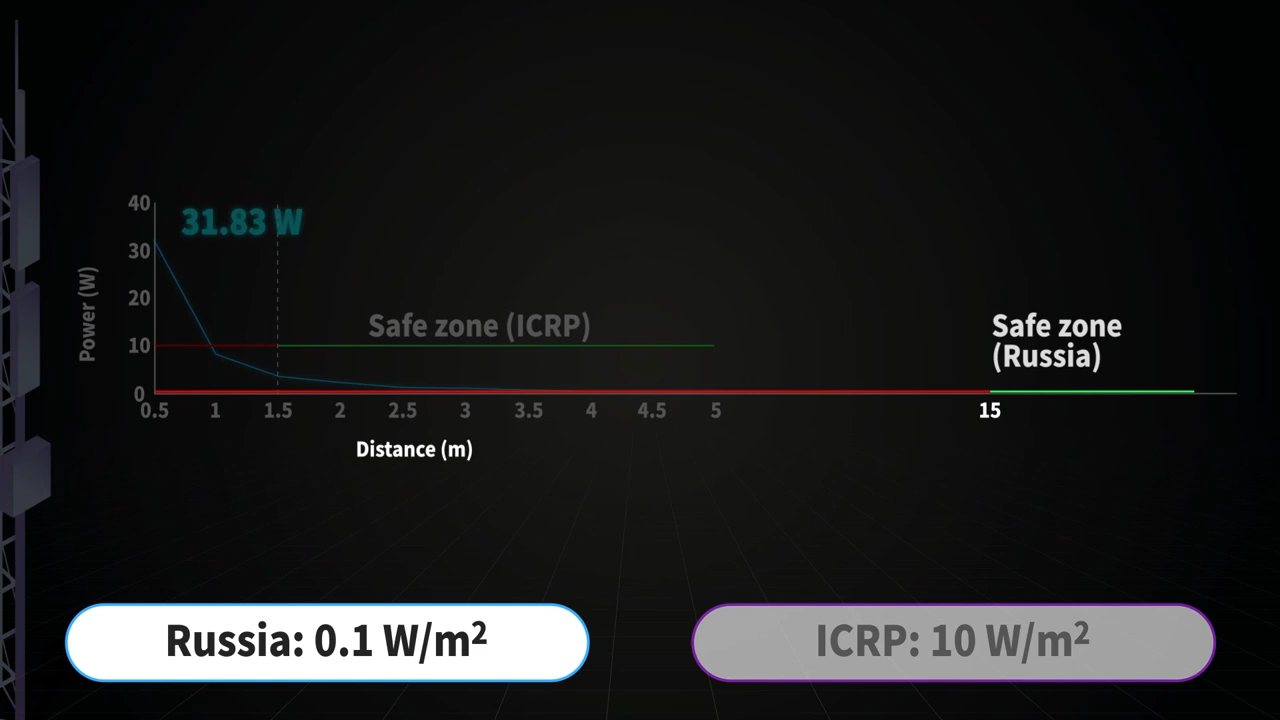 40
31.83 W
30
20
10
0
Power (W)
Safe zone (ICRP)
Safe zone
(Russia)
0.5 1 1.5 2 2.5 3 3.5 4 4.5 5 15
Distance (m)
Russia: 0.1 W/m²
ICRP: 10 W/m²